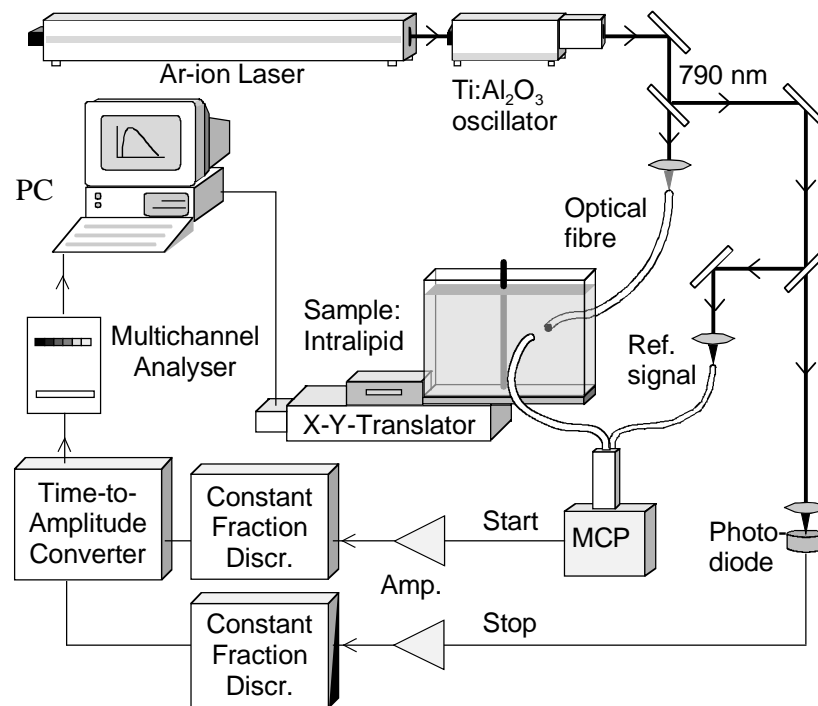 Ar-ion Laser
Ti:Al₂O₃
oscillator
790 nm
PC
Optical
fibre
Sample:
Intralipid
Multichannel
Analyser
Ref.
signal
X-Y-Translator
Time-to-
Amplitude
Converter
Constant
Fraction
Discr.
Start
MCP
Photo-
diode
Amp.
Constant
Fraction
Discr.
Stop